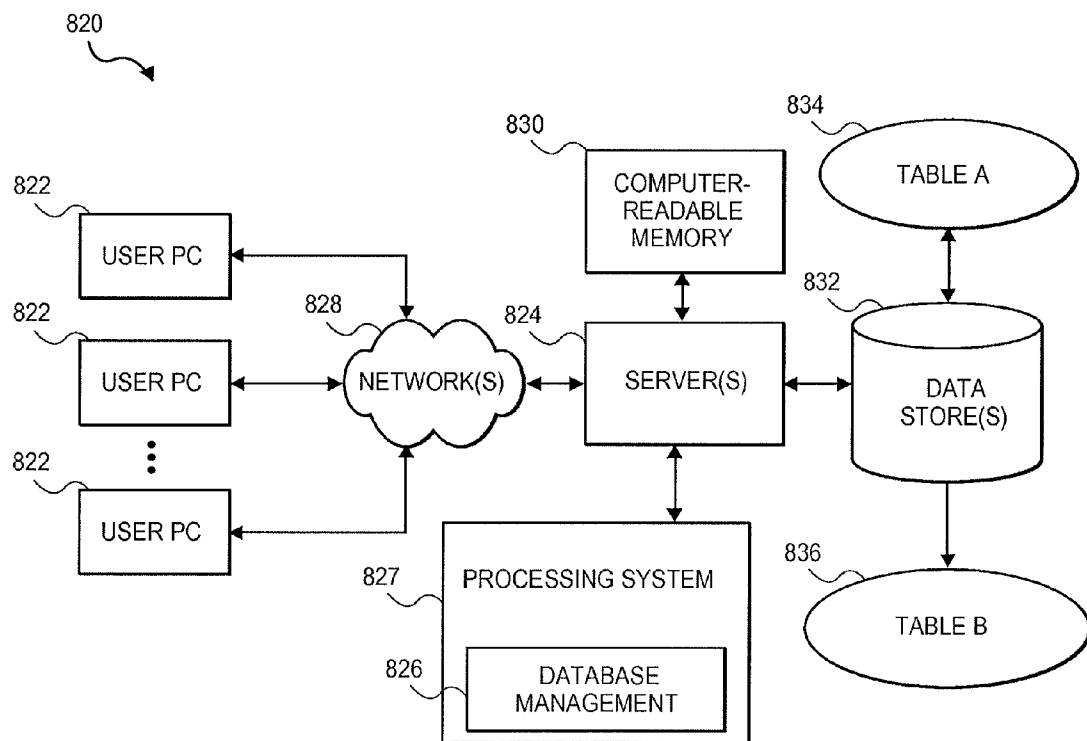 820
834
830
TABLE A
COMPUTER-
READABLE
MEMORY
822
USER PC
832
822
828
824
USER PC
NETWORK(S)
SERVER(S)
DATA
STORE(S)
822
USER PC
827
PROCESSING SYSTEM
836
TABLE B
826
DATABASE
MANAGEMENT